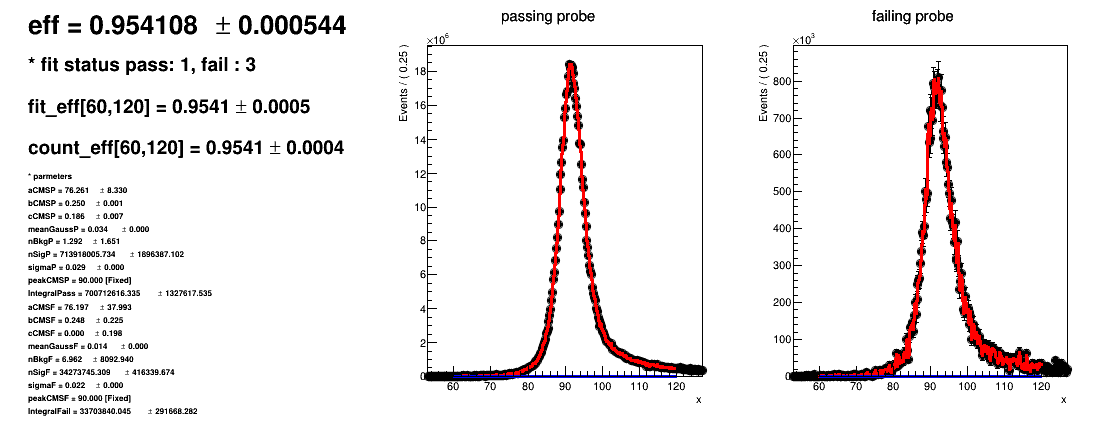 eff = 0.954108 ± 0.000544
* fit status pass: 1, fail : 3
fit_eff[60,120] = 0.9541 ± 0.0005
count_eff[60,120] = 0.9541 ± 0.0004
* parmeters
aCMSP = 76.261 ± 8.330
bCMSP = 0.250 ± 0.001
cCMSP = 0.186 ± 0.007
meanGaussP = 0.034 ± 0.000
nBkgP = 1.292 ± 1.651
nSigP = 713918005.734 ± 1896387.102
sigmaP = 0.029 ± 0.000
peakCMSP = 90.000 [Fixed]
IntegralPass = 700712616.335 ± 1327617.535
aCMSF = 76.197 ± 37.993
bCMSF = 0.248 ± 0.225
cCMSF = 0.000 ± 0.198
meanGaussF = 0.014 ± 0.000
nBkgF = 6.962 ± 8092.940
nSigF = 34273745.309 ± 416339.674
sigmaF = 0.022 ± 0.000
peakCMSF = 90.000 [Fixed]
IntegralFail = 33703840.045 ± 291668.282
passing probe
×10⁶
Events / ( 0.25 )
18
16
14
12
10
8
6
4
2
0
60 70 80 90 100 110 120
x
failing probe
×10³
Events / ( 0.25 )
800
700
600
500
400
300
200
100
0
60 70 80 90 100 110 120
x